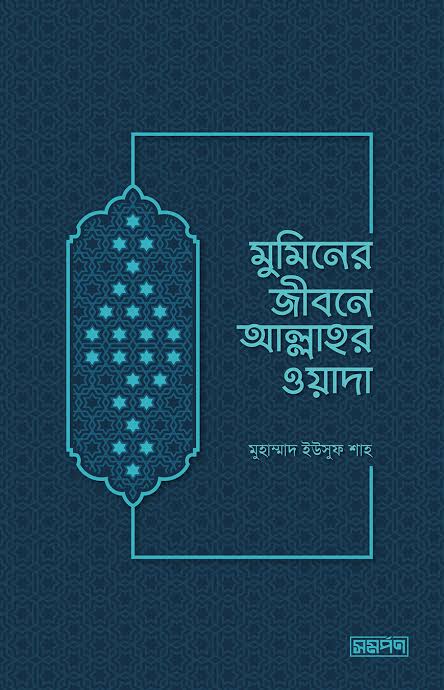 মুমিনের
জীবনে
আল্লাহর
ওয়াদা
মুহাম্মাদ ইউসুফ শাহ
সমর্পণ